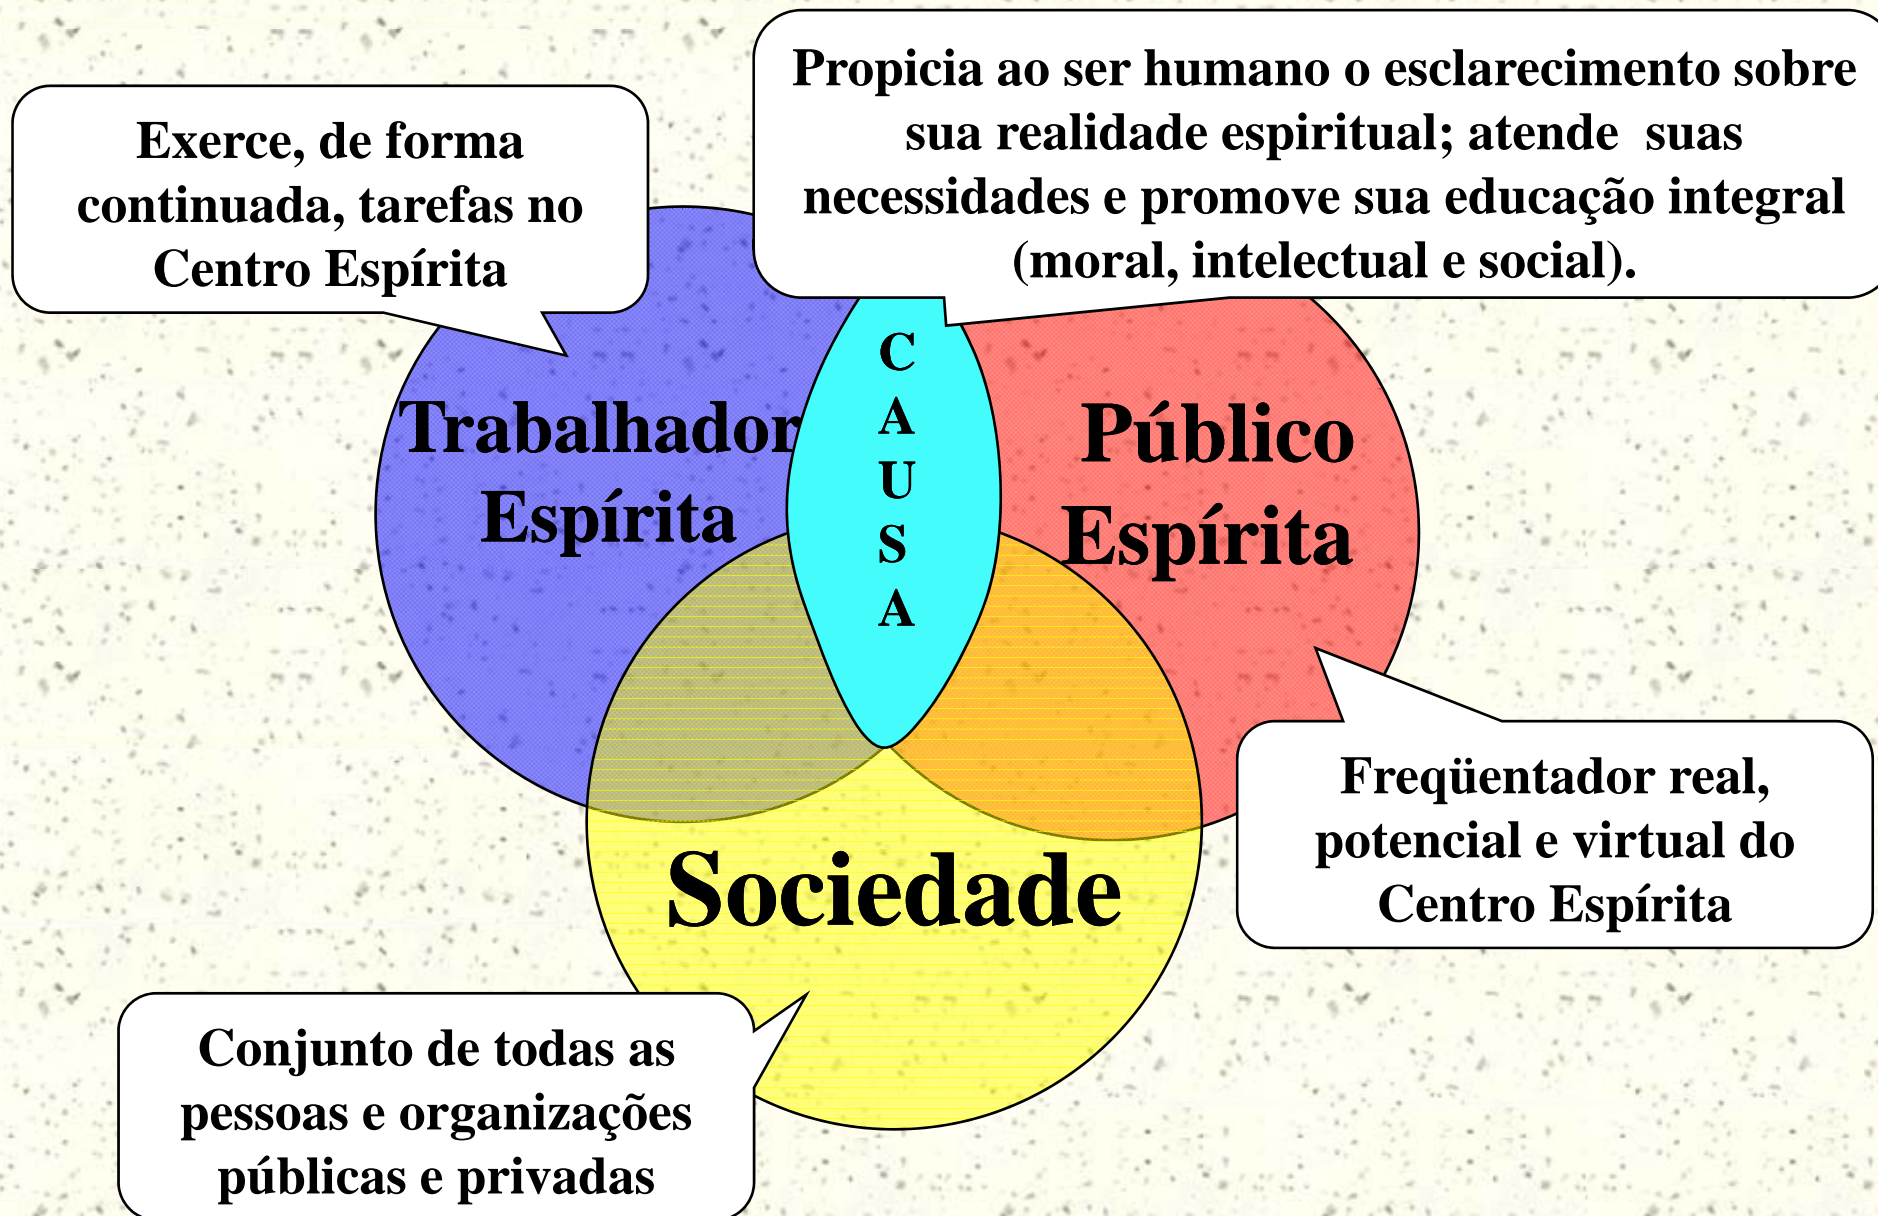 Propicia ao ser humano o esclarecimento sobre
sua realidade espiritual; atende suas
necessidades e promove sua educação integral
(moral, intelectual e social).
Exerce, de forma
continuada, tarefas no
Centro Espírita
C
A
U
S
A
Trabalhador
Espírita
Público
Espírita
Freqüentador real,
potencial e virtual do
Centro Espírita
Sociedade
Conjunto de todas as
pessoas e organizações
públicas e privadas